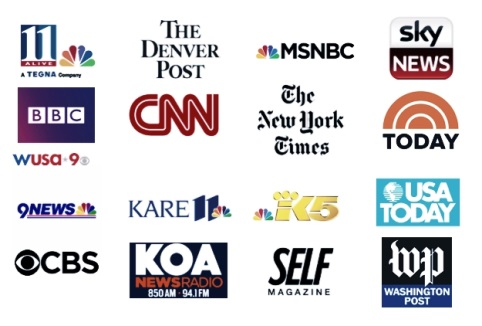 11
ALIVE
A TEGNA Company
THE
DENVER
POST
MSNBC
sky
NEWS
BBC
CNN
The
New York
Times
TODAY
WUSA 9
9NEWS
KARE 11
K5
USA
TODAY
CBS
KOA
NEWSRADIO
850 AM - 94.1 FM
SELF
MAGAZINE
wp
WASHINGTON
POST